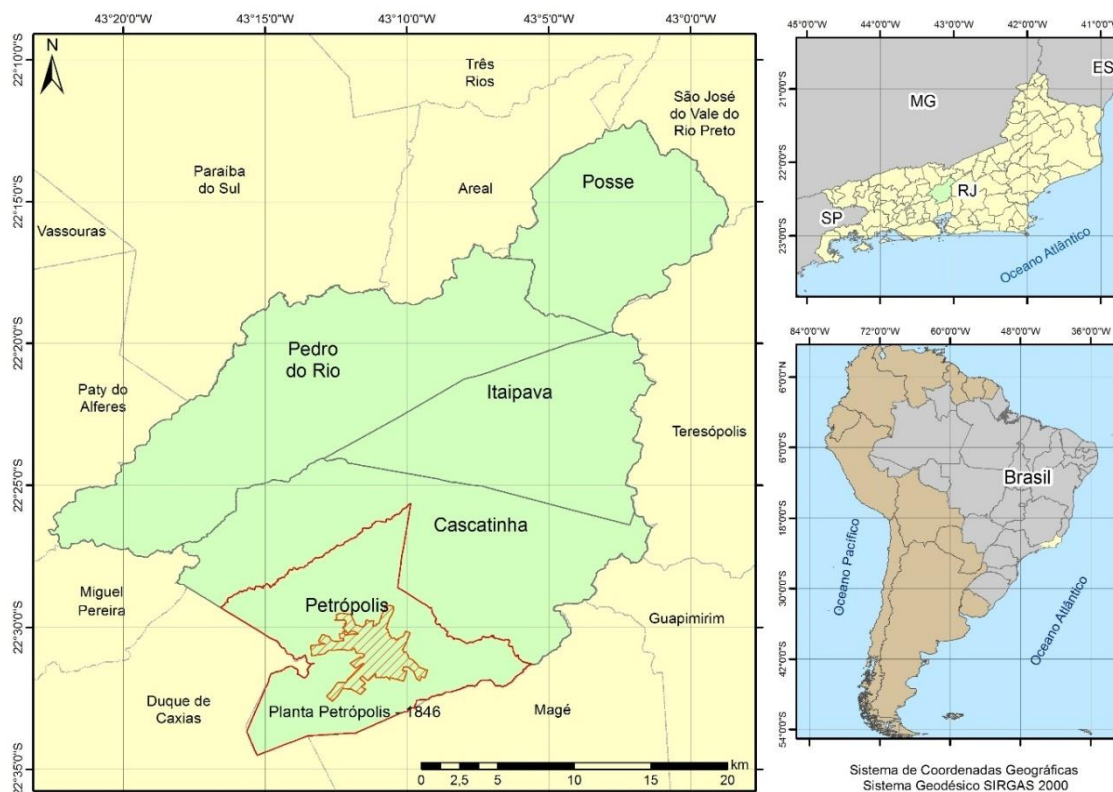 43°20'0"W
43°15'0"W
43°10'0"W
43°5'0"W
43°0'0"W
N
22°10'0"S
22°15'0"S
22°20'0"S
22°25'0"S
22°30'0"S
22°35'0"S
Três
Rios
São José
do Vale do
Rio Preto
Paraíba
do Sul
Areal
Posse
Vassouras
Pedro
do Rio
Itaipava
Paty do
Alferes
Teresópolis
Cascatinha
Miguel
Pereira
Petrópolis
Guapimirim
Duque de
Caxias
Planta Petrópolis - 1846
Magé
km
0 2,5 5 10 15 20
45°0'0"W
44°0'0"W
43°0'0"W
42°0'0"W
41°0'0"W
21°0'0"S
22°0'0"S
23°0'0"S
ES
MG
RJ
SP
Oceano Atlântico
84°0'0"W
72°0'0"W
60°0'0"W
48°0'0"W
36°0'0"W
6°0'0"N
6°0'0"S
18°0'0"S
30°0'0"S
42°0'0"S
54°0'0"S
Brasil
Oceano Pacífico
Oceano Atlântico
Sistema de Coordenadas Geográficas
Sistema Geodésico SIRGAS 2000